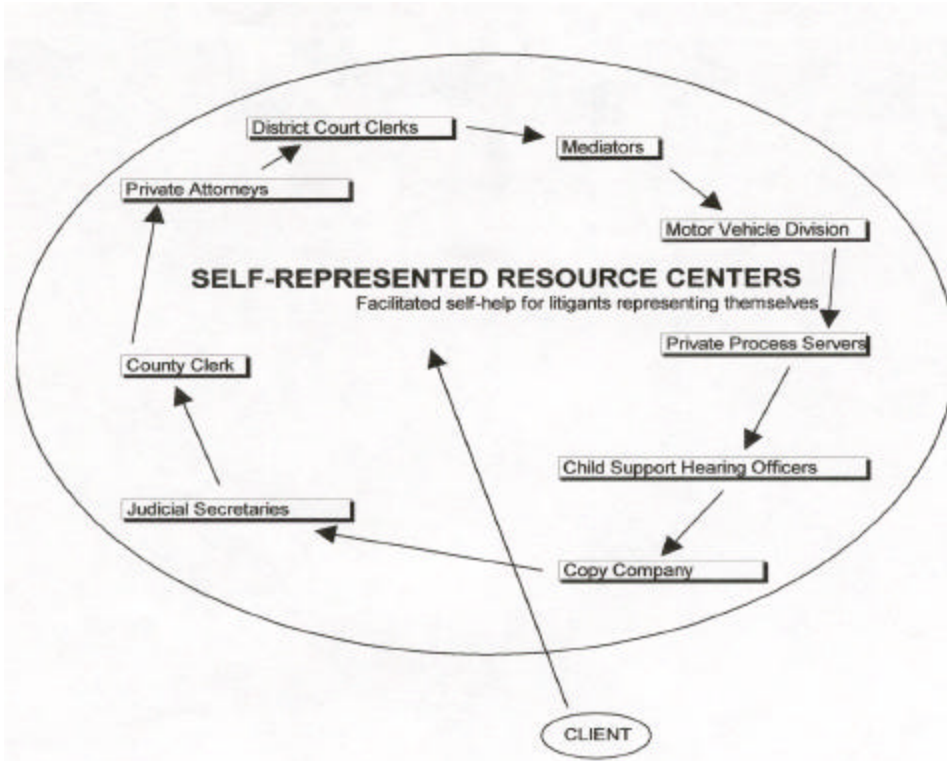 District Court Clerks
Mediators
Private Attorneys
Motor Vehicle Division
SELF-REPRESENTED RESOURCE CENTERS
Facilitated self-help for litigants representing themselves
Private Process Servers
County Clerk
Child Support Hearing Officers
Judicial Secretaries
Copy Company
CLIENT